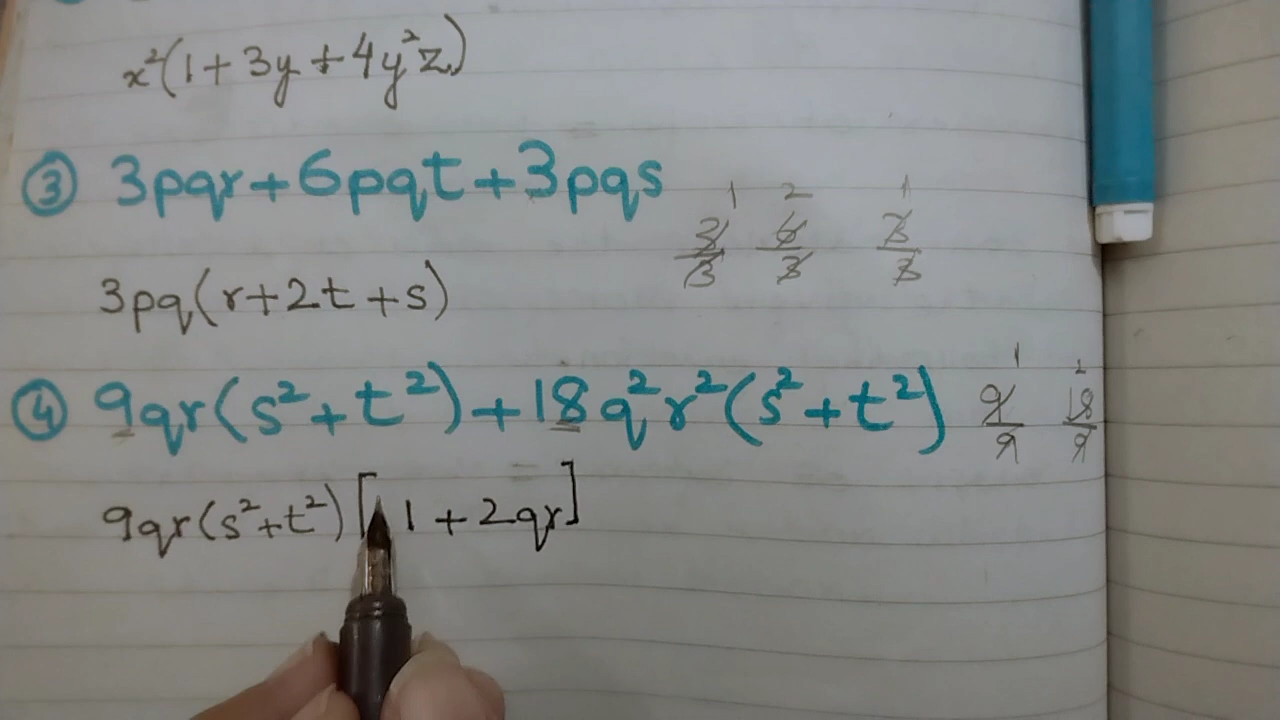 x²(1+3y+4y²z)
③ 3pqr+6pqt+3pqs
3/3 1 6/3 2 3/3 1
3pq(r+2t+s)
④ 9qr(s²+t²)+18q²r²(s²+t²)
9/9 1 18/9 2
9qr(s²+t²)[1+2qr]